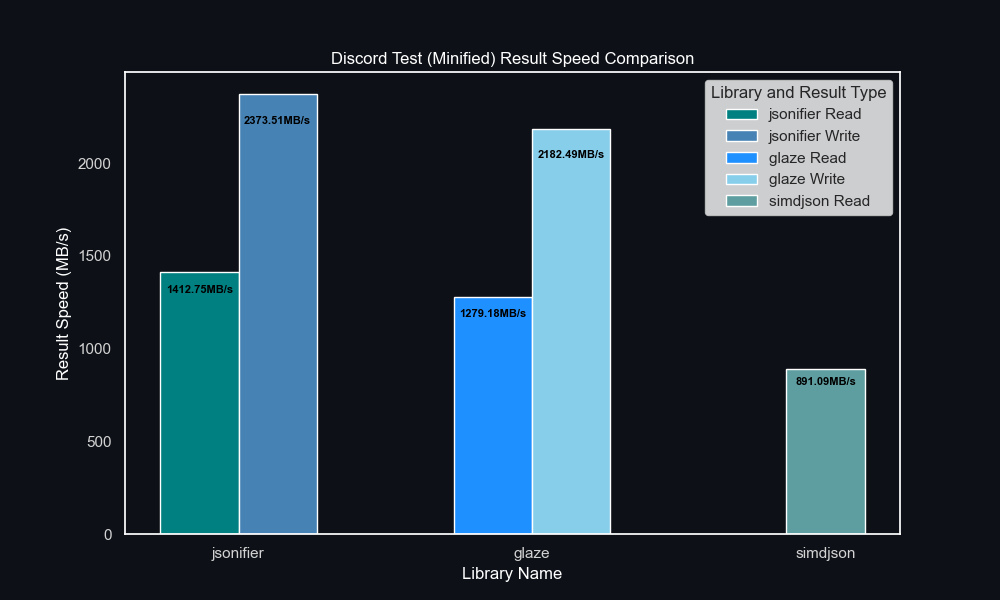 Discord Test (Minified) Result Speed Comparison
Library and Result Type
jsonifier Read
jsonifier Write
glaze Read
glaze Write
simdjson Read
Result Speed (MB/s)
2000
1500
1000
500
0
2373.51MB/s
2182.49MB/s
1412.75MB/s
1279.18MB/s
891.09MB/s
jsonifier
glaze
simdjson
Library Name